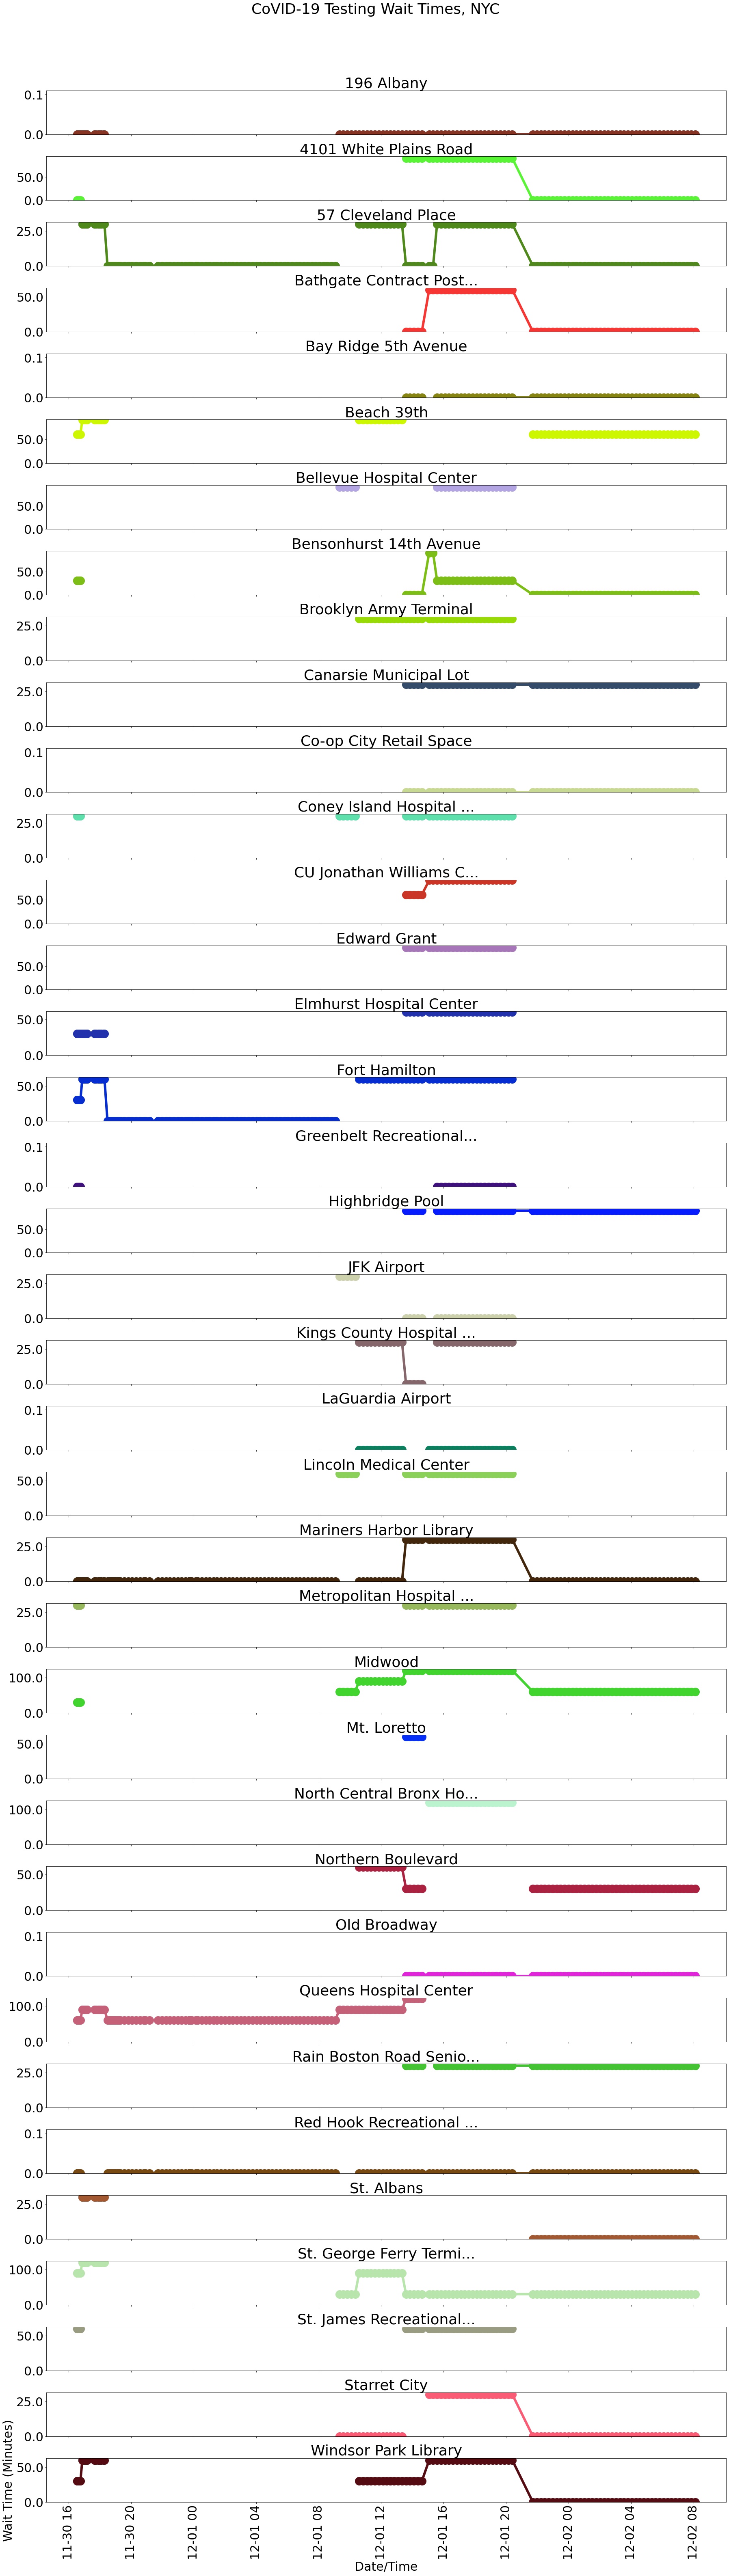 CoVID-19 Testing Wait Times, NYC
196 Albany
0.1
0.0
4101 White Plains Road
50.0
0.0
57 Cleveland Place
25.0
0.0
Bathgate Contract Post...
50.0
0.0
Bay Ridge 5th Avenue
0.1
0.0
Beach 39th
50.0
0.0
Bellevue Hospital Center
50.0
0.0
Bensonhurst 14th Avenue
50.0
0.0
Brooklyn Army Terminal
25.0
0.0
Canarsie Municipal Lot
25.0
0.0
Co-op City Retail Space
0.1
0.0
Coney Island Hospital ...
25.0
0.0
CU Jonathan Williams C...
50.0
0.0
Edward Grant
50.0
0.0
Elmhurst Hospital Center
50.0
0.0
Fort Hamilton
50.0
0.0
Greenbelt Recreational...
0.1
0.0
Highbridge Pool
50.0
0.0
JFK Airport
25.0
0.0
Kings County Hospital ...
25.0
0.0
LaGuardia Airport
0.1
0.0
Lincoln Medical Center
50.0
0.0
Mariners Harbor Library
25.0
0.0
Metropolitan Hospital ...
25.0
0.0
Midwood
100.0
0.0
Mt. Loretto
50.0
0.0
North Central Bronx Ho...
100.0
0.0
Northern Boulevard
50.0
0.0
Old Broadway
0.1
0.0
Queens Hospital Center
100.0
0.0
Rain Boston Road Senio...
25.0
0.0
Red Hook Recreational ...
0.1
0.0
St. Albans
25.0
0.0
St. George Ferry Termi...
100.0
0.0
St. James Recreational...
50.0
0.0
Starret City
25.0
0.0
Windsor Park Library
50.0
0.0
Wait Time (Minutes)
11-30 16
11-30 20
12-01 00
12-01 04
12-01 08
12-01 12
12-01 16
12-01 20
12-02 00
12-02 04
12-02 08
Date/Time